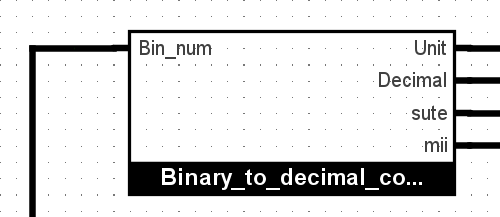 Bin_num Unit
Decimal
sute
mii
Binary_to_decimal_co...